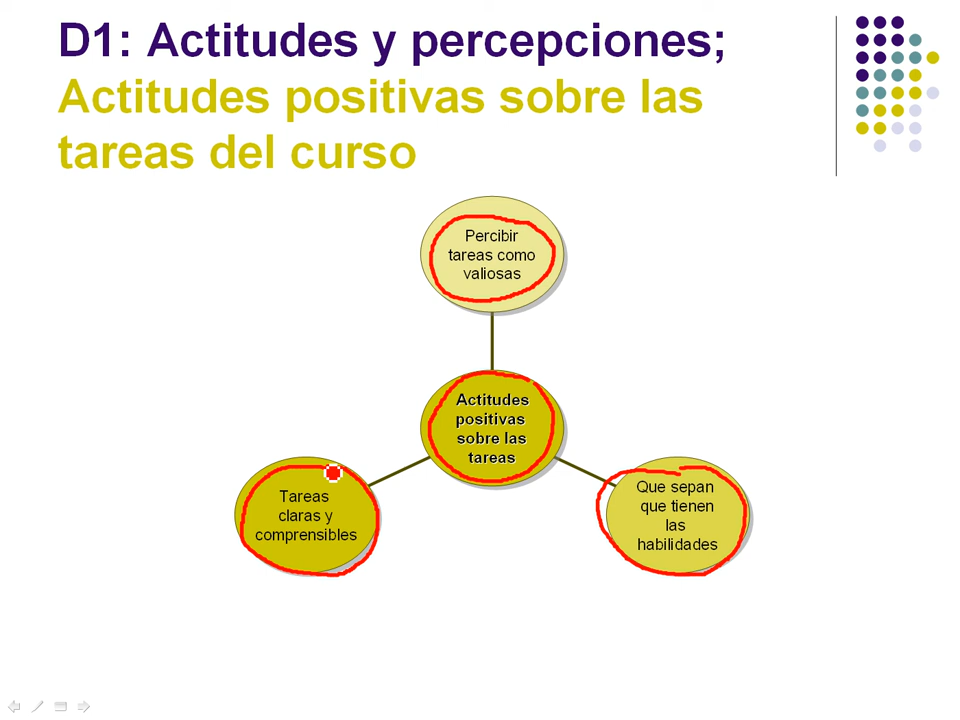 D1: Actitudes y percepciones;
Actitudes positivas sobre las
tareas del curso
Percibir
tareas como
valiosas
Actitudes
positivas
sobre las
tareas
Tareas
claras y
comprensibles
Que sepan
que tienen
las
habilidades